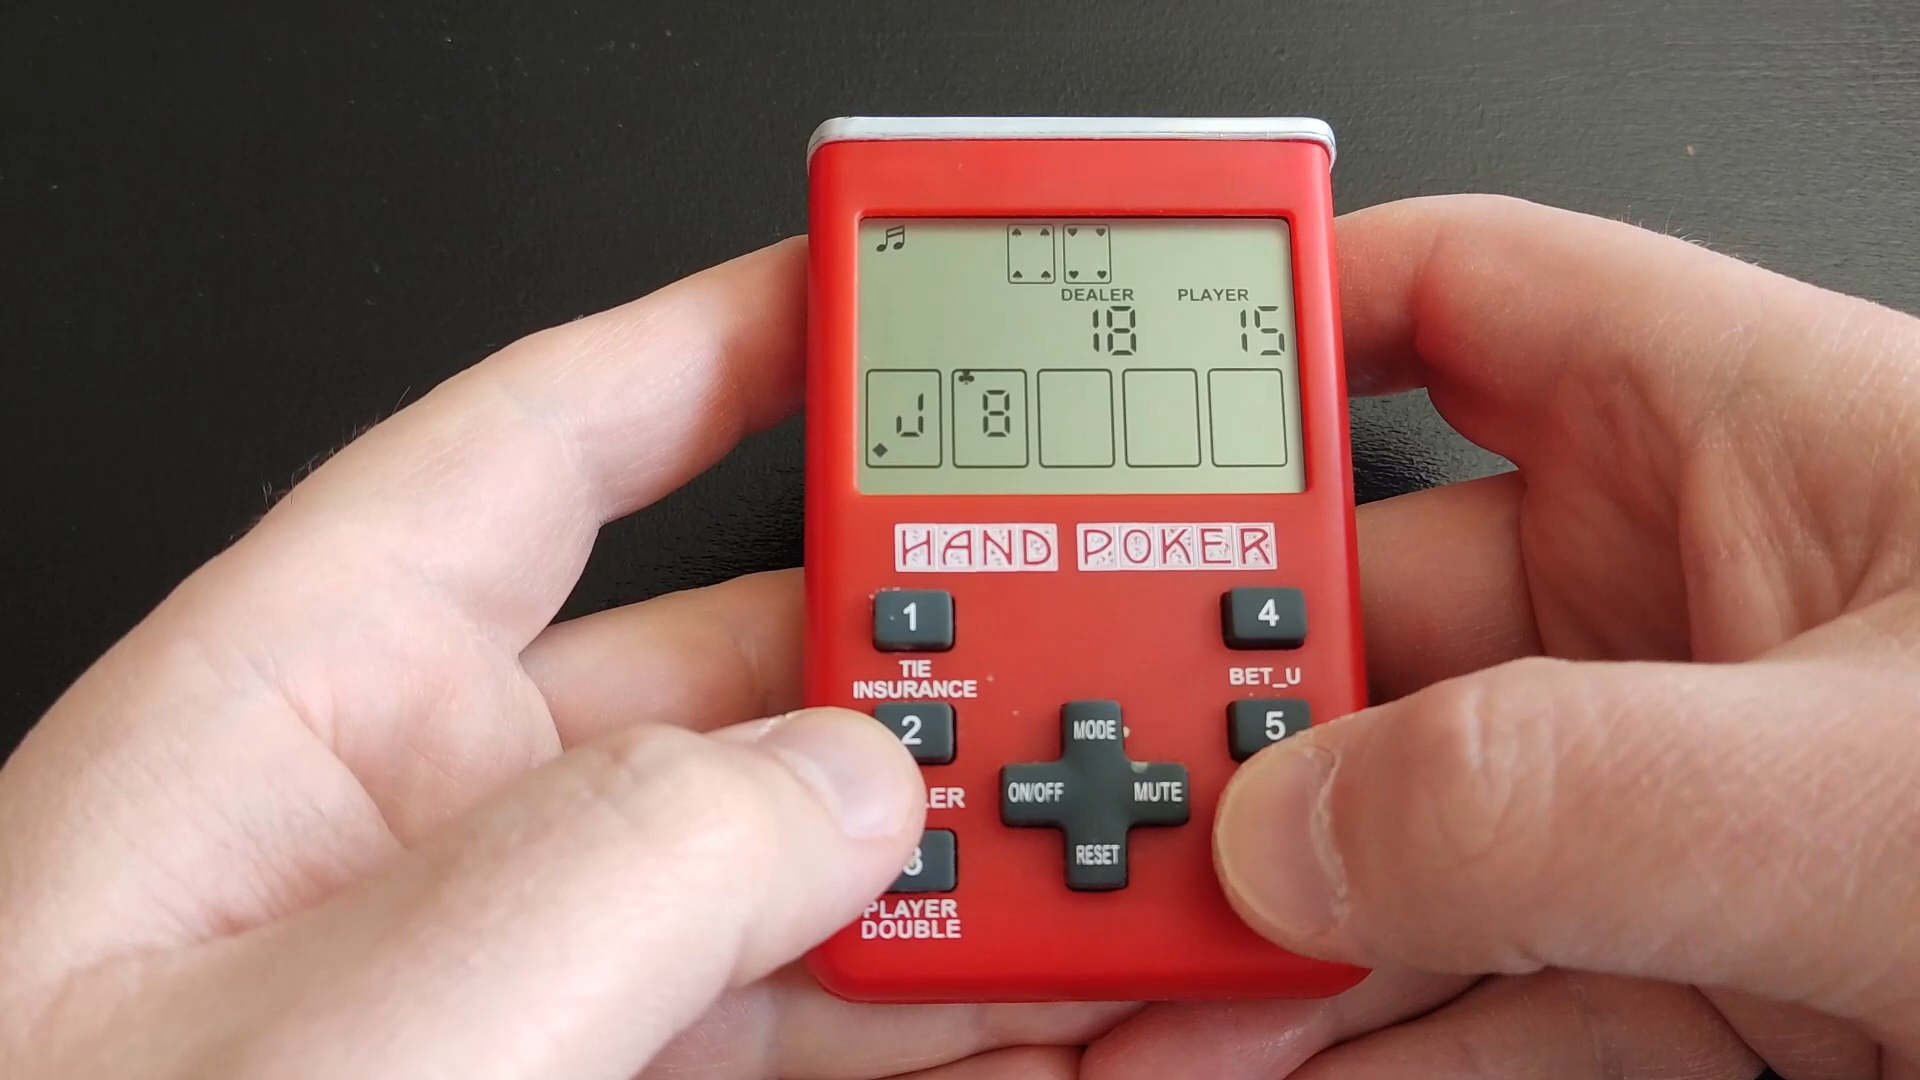 DEALER PLAYER
18 15
J 8
HAND POKER
1 4
TIE INSURANCE
BET_U
2 5
MODE
ON/OFF MUTE
RESET
3
PLAYER
DOUBLE